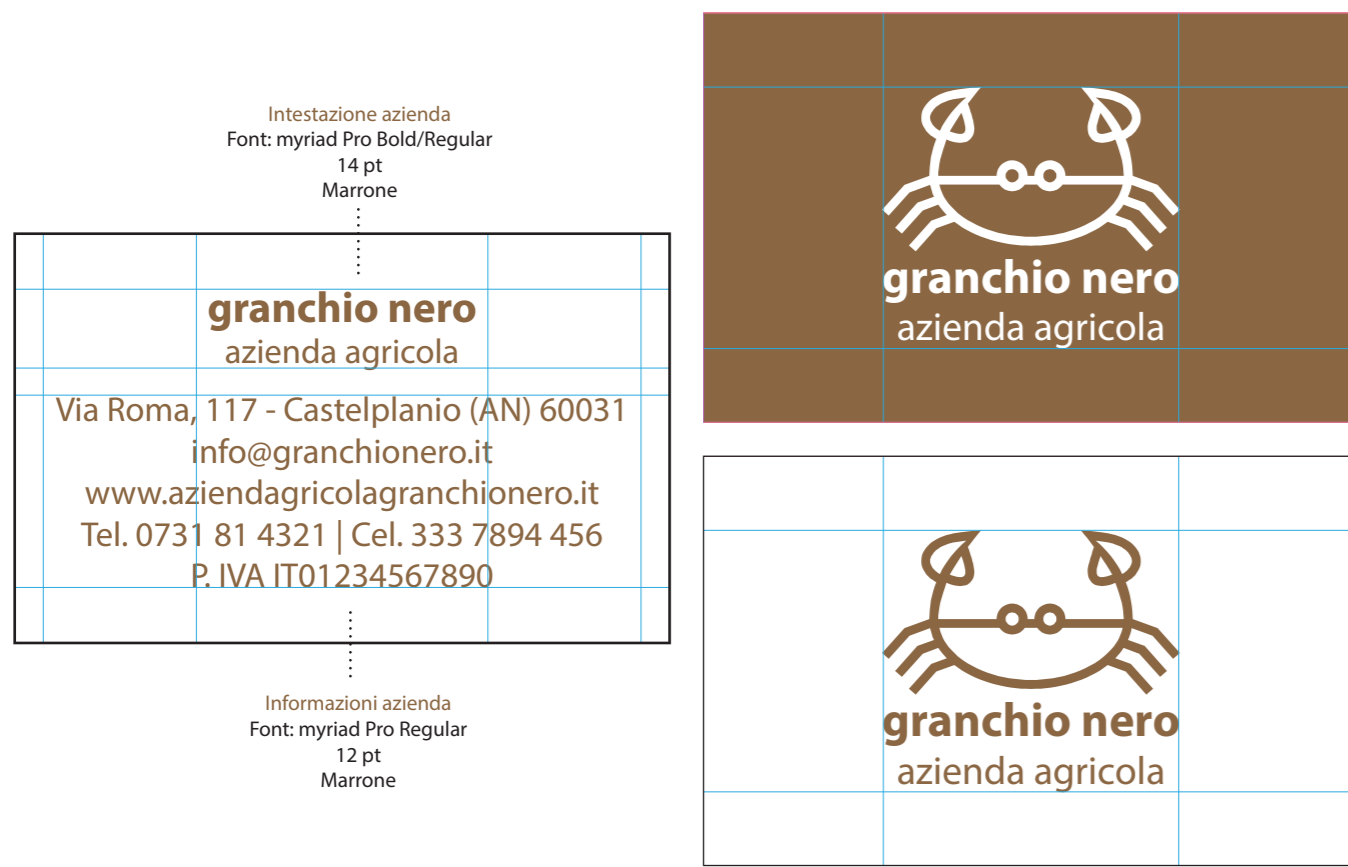 Intestazione azienda
Font: myriad Pro Bold/Regular
14 pt
Marrone
granchio nero
azienda agricola
Via Roma, 117 - Castelplanio (AN) 60031
info@granchionero.it
www.aziendagricolagranchionero.it
Tel. 0731 81 4321 | Cel. 333 7894 456
P. IVA IT01234567890
Informazioni azienda
Font: myriad Pro Regular
12 pt
Marrone
granchio nero
azienda agricola
granchio nero
azienda agricola